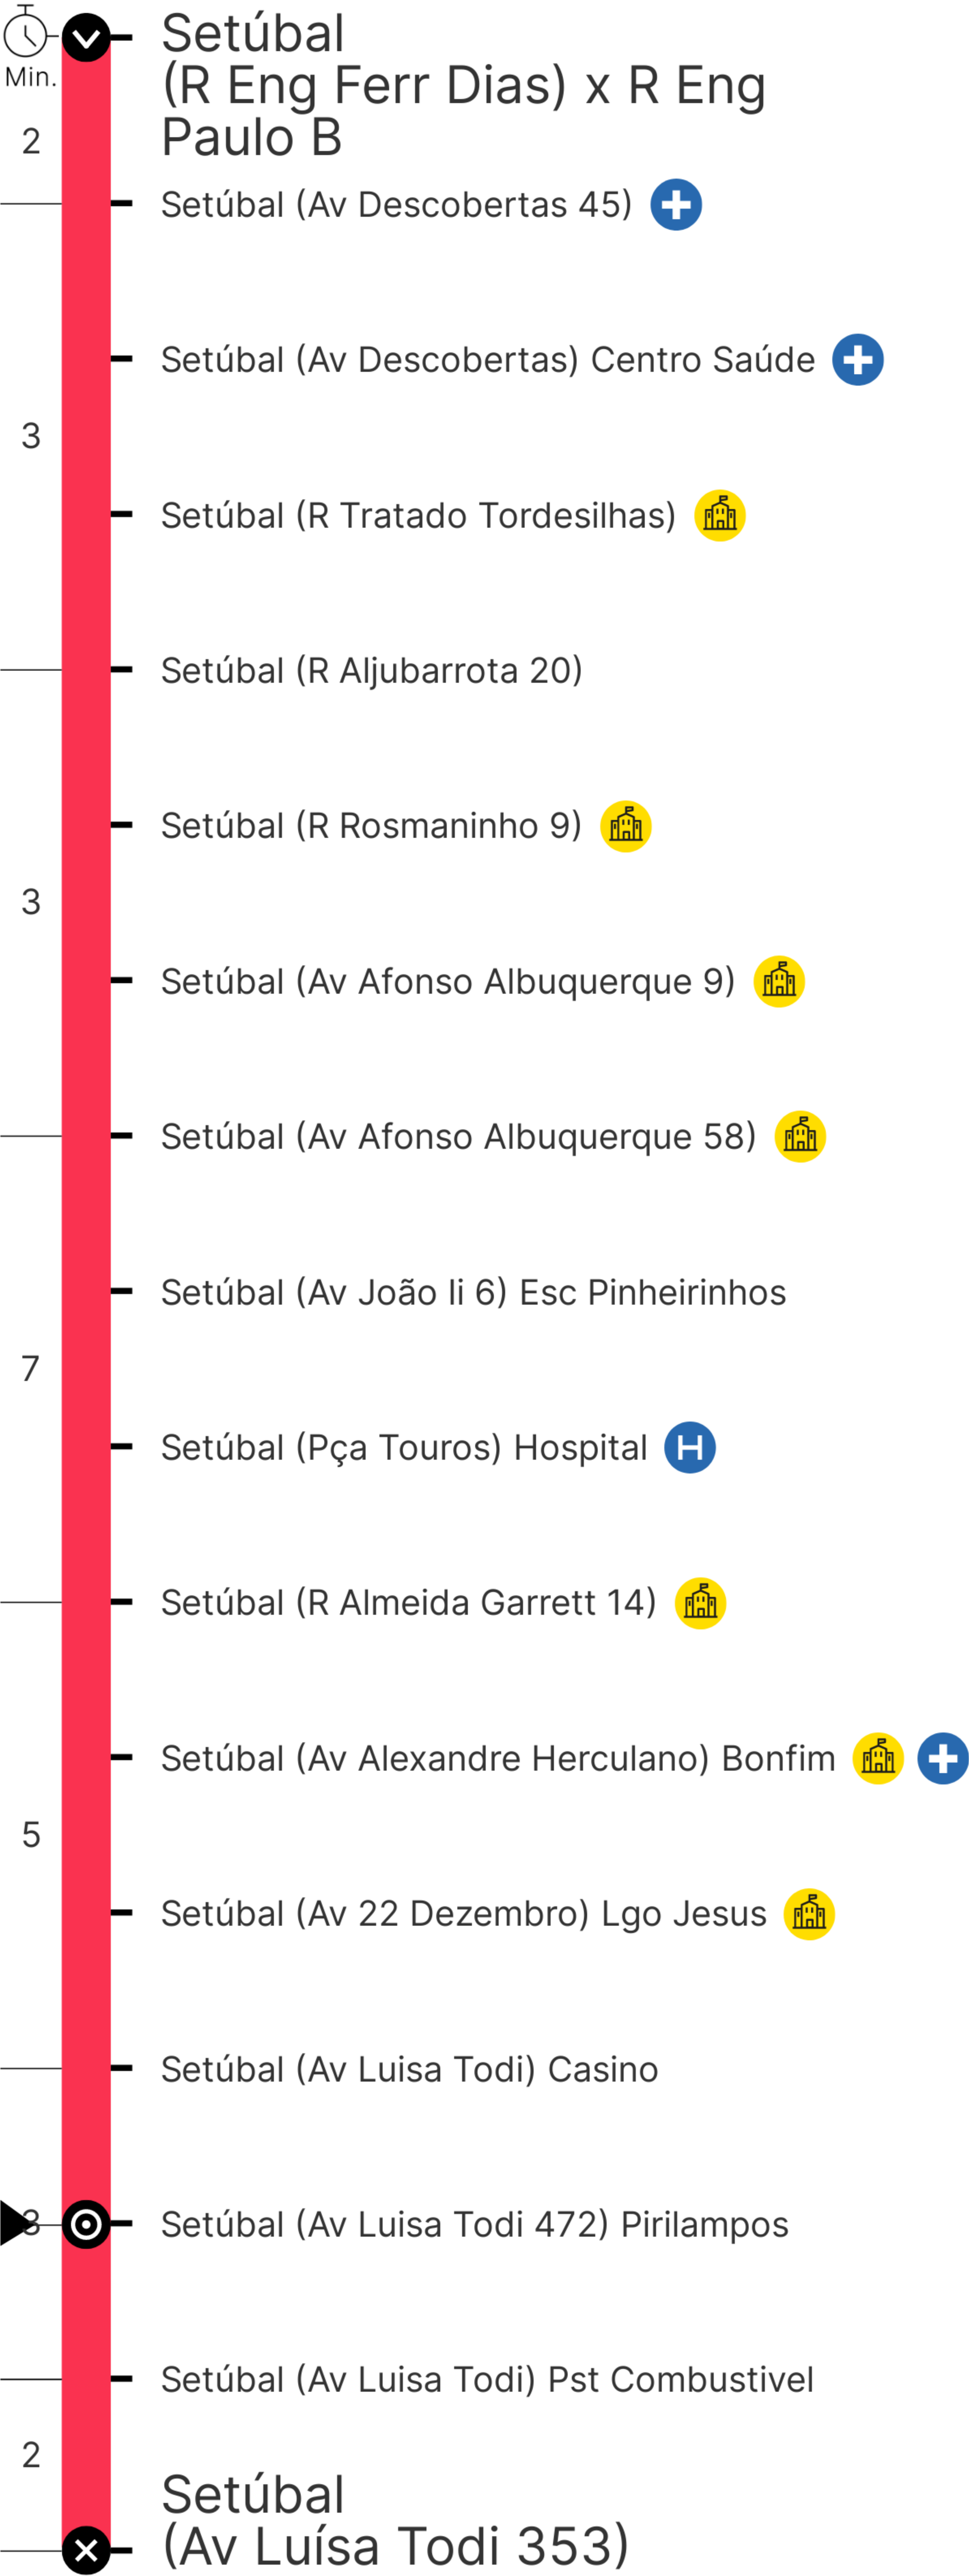 Setúbal
Min.
(R Eng Ferr Dias) x R Eng
Paulo B
2
Setúbal (Av Descobertas 45)
Setúbal (Av Descobertas) Centro Saúde
3
Setúbal (R Tratado Tordesilhas)
Setúbal (R Aljubarrota 20)
Setúbal (R Rosmaninho 9)
3
Setúbal (Av Afonso Albuquerque 9)
Setúbal (Av Afonso Albuquerque 58)
Setúbal (Av João Ii 6) Esc Pinheirinhos
7
Setúbal (Pça Touros) Hospital H
Setúbal (R Almeida Garrett 14)
Setúbal (Av Alexandre Herculano) Bonfim
5
Setúbal (Av 22 Dezembro) Lgo Jesus
Setúbal (Av Luisa Todi) Casino
Setúbal (Av Luisa Todi 472) Pirilampos
Setúbal (Av Luisa Todi) Pst Combustivel
2
Setúbal
(Av Luísa Todi 353)